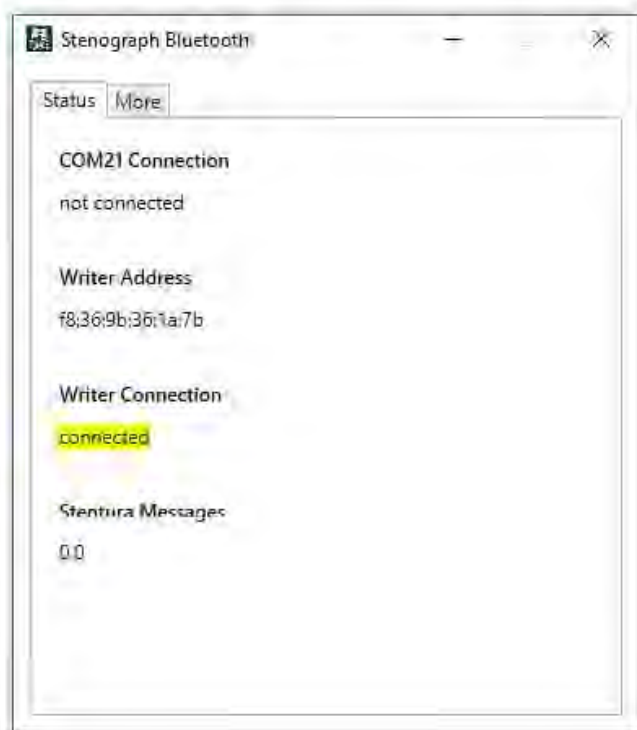 Stenograph Bluetooth
Status More
COM21 Connection
not connected
Writer Address
f8:36:9b:36:1a:7b
Writer Connection
connected
Stentura Messages
0.0